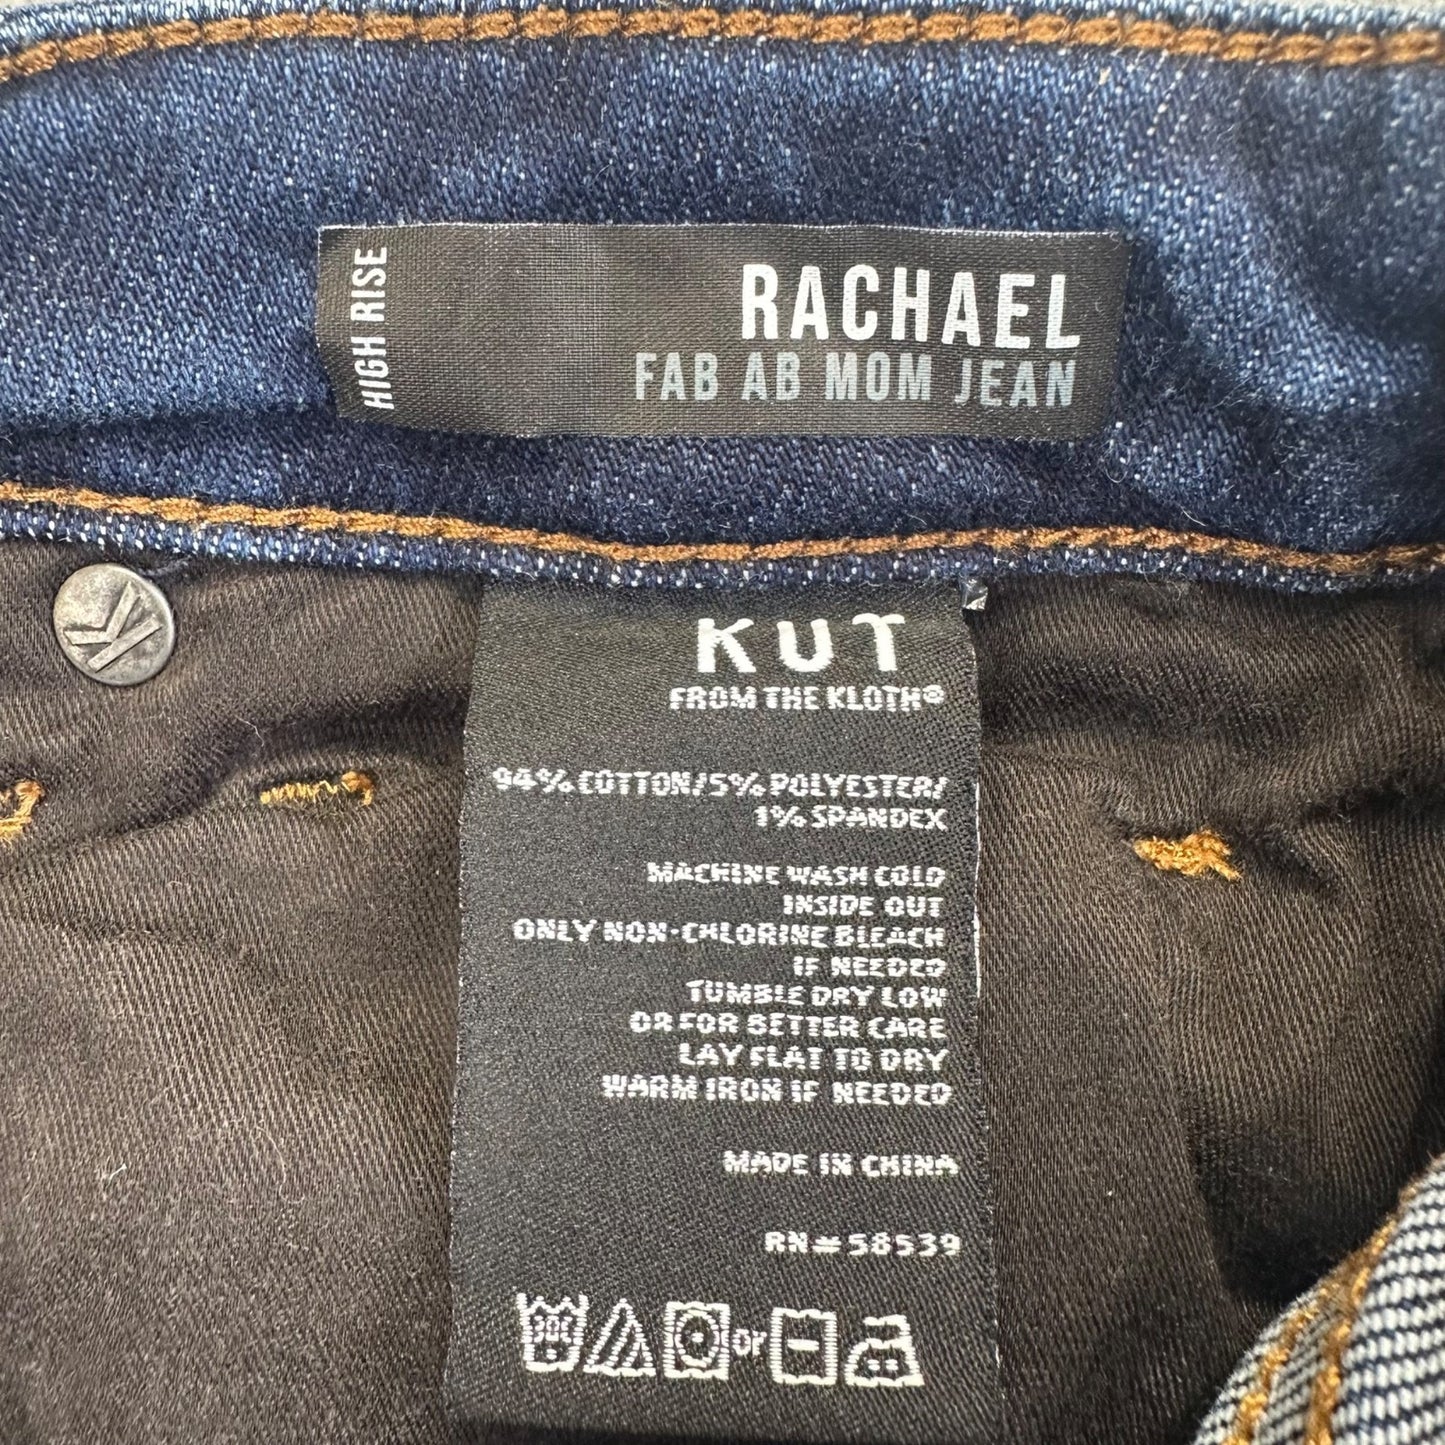 HIGH RISE
RACHAEL
FAB AB MOM JEAN
KUT
FROM THE KLOTH®
94% COTTON/5% POLYESTER/
1% SPANDEX
MACHINE WASH COLD
INSIDE OUT
ONLY NON-CHLORINE BLEACH
IF NEEDED
TUMBLE DRY LOW
OR FOR BETTER CARE
LAY FLAT TO DRY
WARM IRON IF NEEDED
MADE IN CHINA
RN#58539
or